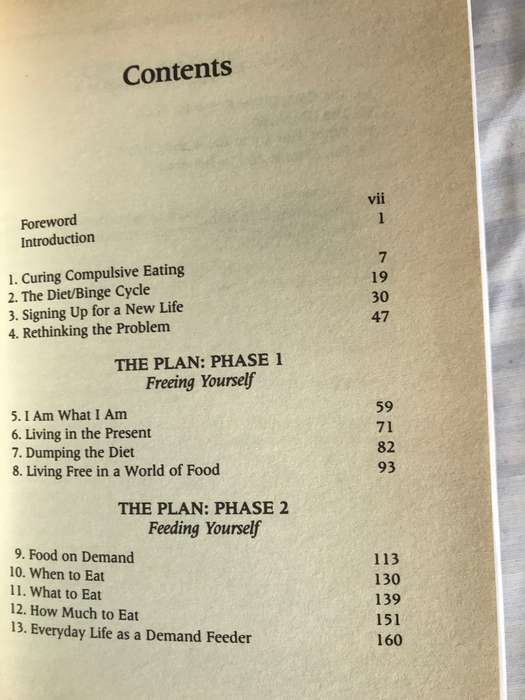 Contents
Foreword vii
Introduction 1
1. Curing Compulsive Eating 7
2. The Diet/Binge Cycle 19
3. Signing Up for a New Life 30
4. Rethinking the Problem 47
THE PLAN: PHASE 1
Freeing Yourself
5. I Am What I Am 59
6. Living in the Present 71
7. Dumping the Diet 82
8. Living Free in a World of Food 93
THE PLAN: PHASE 2
Feeding Yourself
9. Food on Demand 113
10. When to Eat 130
11. What to Eat 139
12. How Much to Eat 151
13. Everyday Life as a Demand Feeder 160